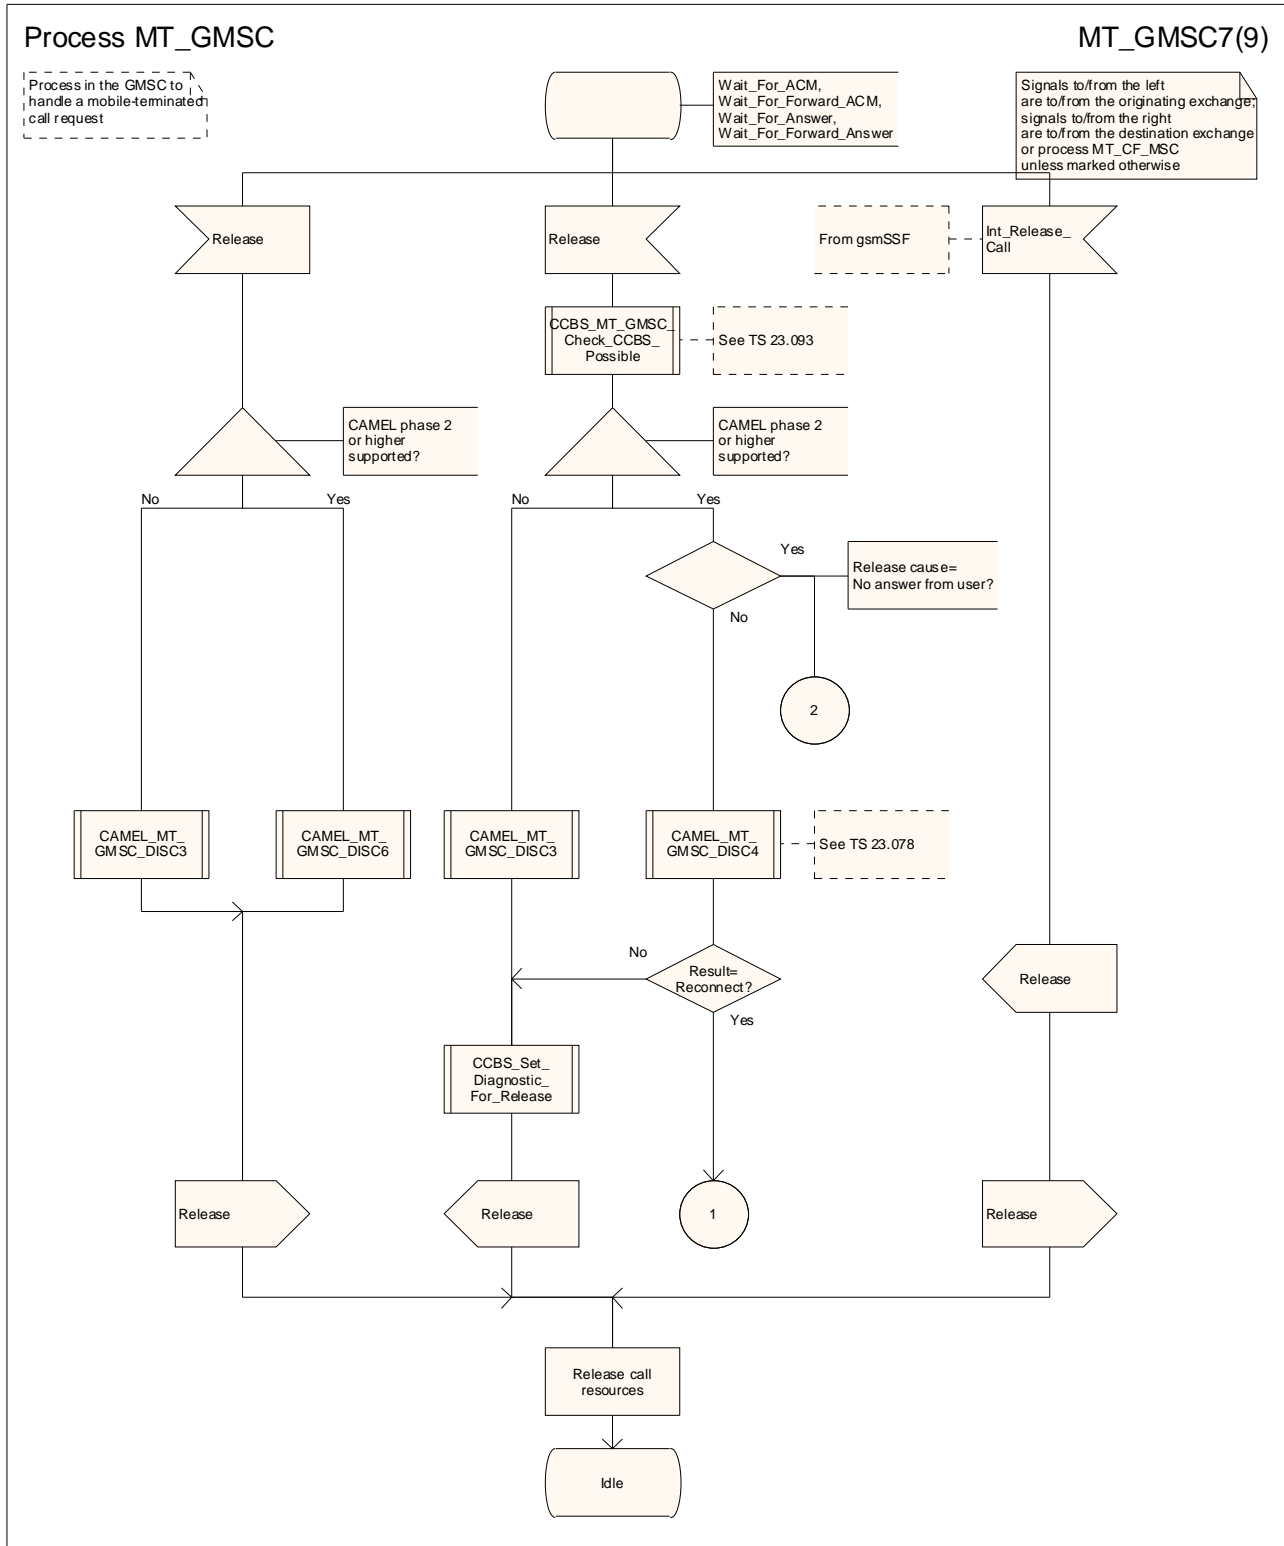 Process MT_GMSC
MT_GMSC7(9)
Process in the GMSC to
handle a mobile-terminated
call request
Wait_For_ACM,
Wait_For_Forward_ACM,
Wait_For_Answer,
Wait_For_Forward_Answer
Signals to/from the left
are to/from the originating exchange;
signals to/from the right
are to/from the destination exchange
or process MT_CF_MSC
unless marked otherwise
Release
Release
From gsmSSF
Int_Release_
Call
CCBS_MT_GMSC_
Check_CCBS_
Possible
See TS 23.093
CAMEL phase 2
or higher
supported?
CAMEL phase 2
or higher
supported?
No
Yes
No
Yes
Yes
Release cause=
No answer from user?
No
2
CAMEL_MT_
GMSC_DISC3
CAMEL_MT_
GMSC_DISC6
CAMEL_MT_
GMSC_DISC3
CAMEL_MT_
GMSC_DISC4
See TS 23.078
No
Result=
Reconnect?
Yes
Release
CCBS_Set_
Diagnostic_
For_Release
Release
Release
1
Release
Release call
resources
Idle